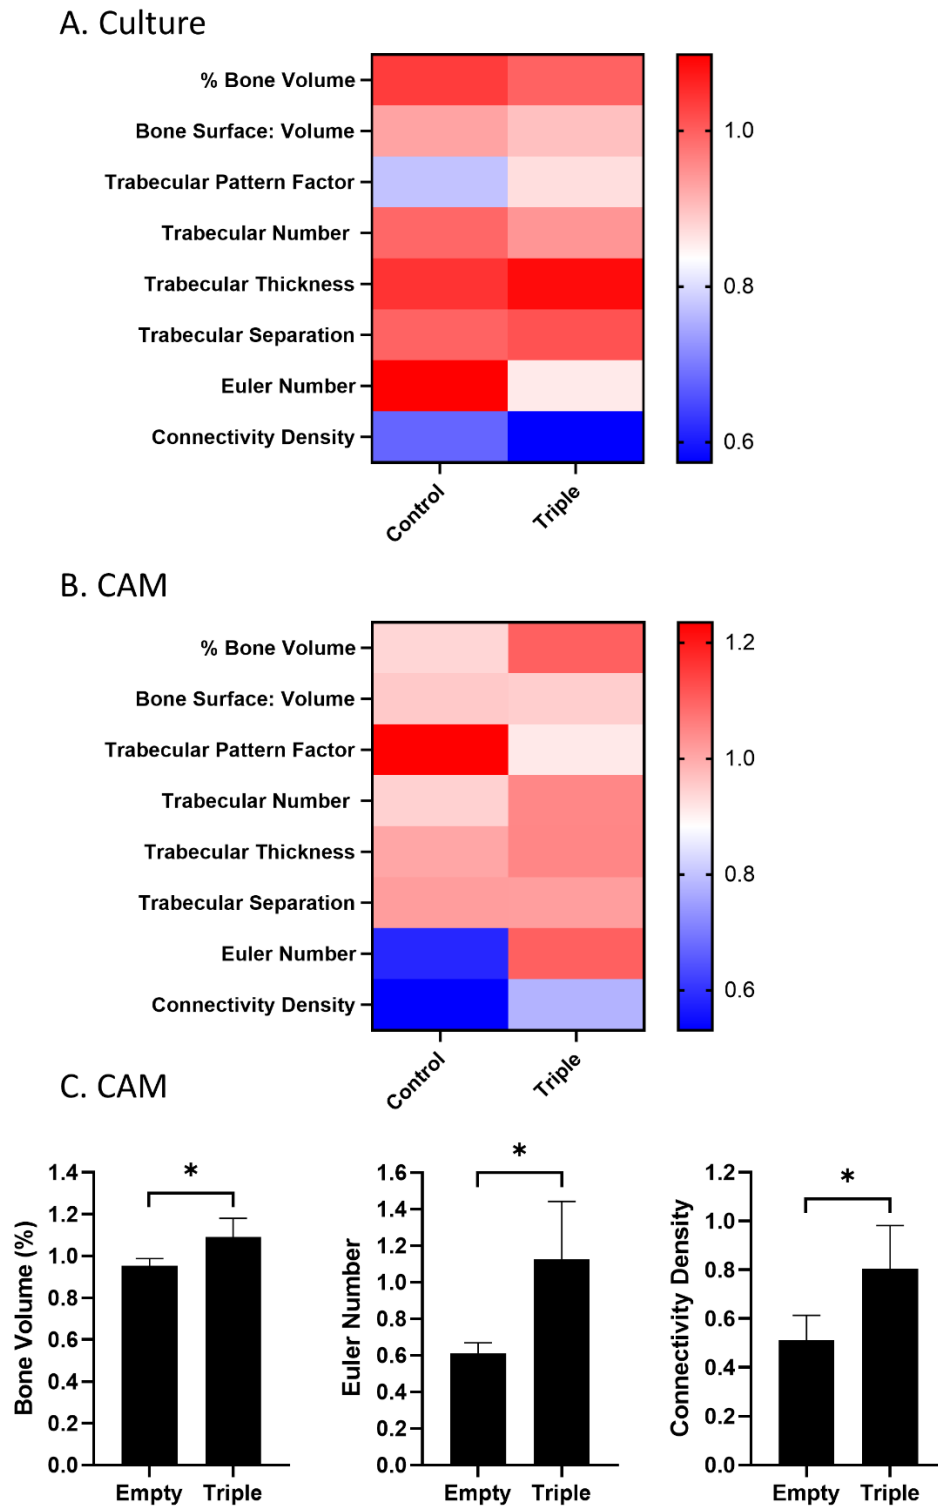 A. Culture
% Bone Volume
Bone Surface: Volume
Trabecular Pattern Factor
Trabecular Number
Trabecular Thickness
Trabecular Separation
Euler Number
Connectivity Density
Control
Triple
1.0
0.8
0.6
B. CAM
% Bone Volume
Bone Surface: Volume
Trabecular Pattern Factor
Trabecular Number
Trabecular Thickness
Trabecular Separation
Euler Number
Connectivity Density
Control
Triple
1.2
1.0
0.8
0.6
C. CAM
Bone Volume (%)
1.4
1.2
1.0
0.8
0.6
0.4
0.2
0.0
*
Empty Triple
Euler Number
1.6
1.4
1.2
1.0
0.8
0.6
0.4
0.2
0.0
*
Empty Triple
Connectivity Density
1.2
1.0
0.8
0.6
0.4
0.2
0.0
*
Empty Triple